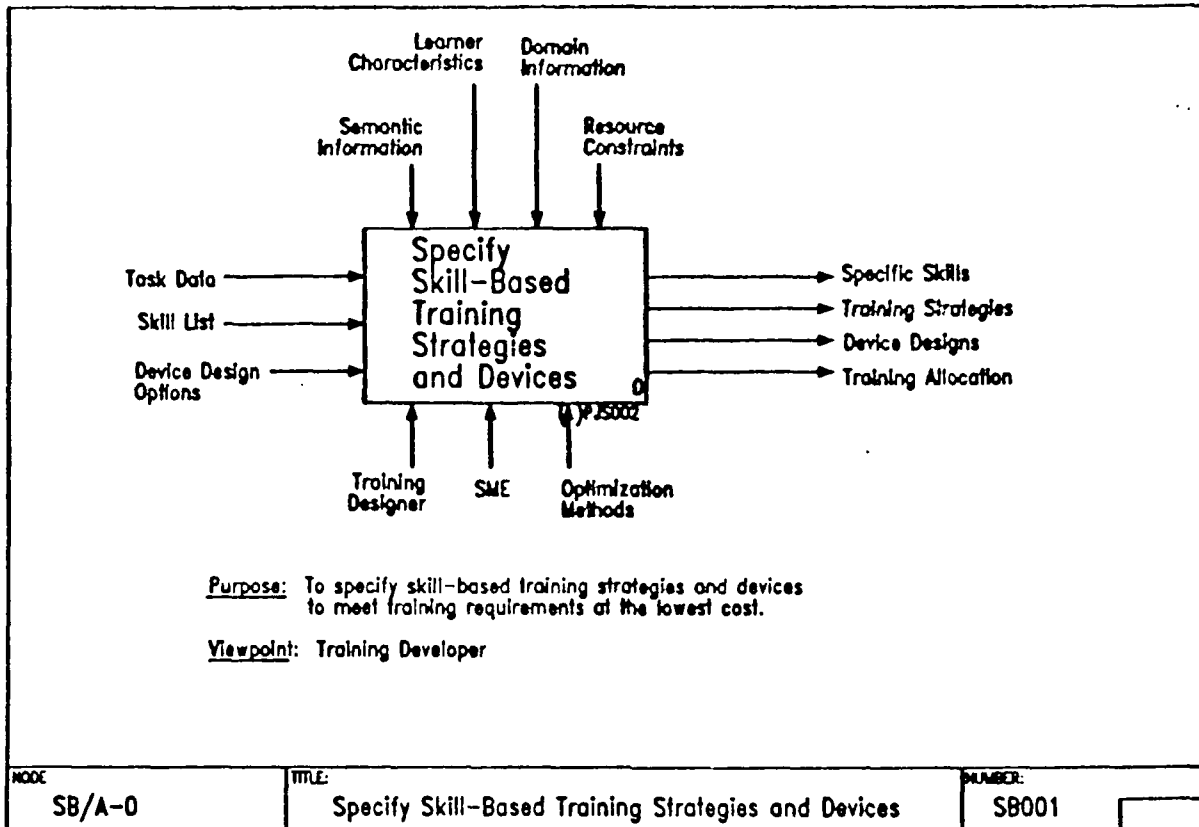 Learner
Characteristics
Domain
Information
Semantic
Information
Resource
Constraints
Task Data
Skill List
Device Design
Options
Specify
Skill-Based
Training
Strategies
and Devices
0
Specific Skills
Training Strategies
Device Designs
Training Allocation
PJS002
Training
Designer
SME
Optimization
Methods
Purpose: To specify skill-based training strategies and devices
to meet training requirements at the lowest cost.
Viewpoint: Training Developer
NODE
SB/A-0
TITLE:
Specify Skill-Based Training Strategies and Devices
NUMBER:
SB001